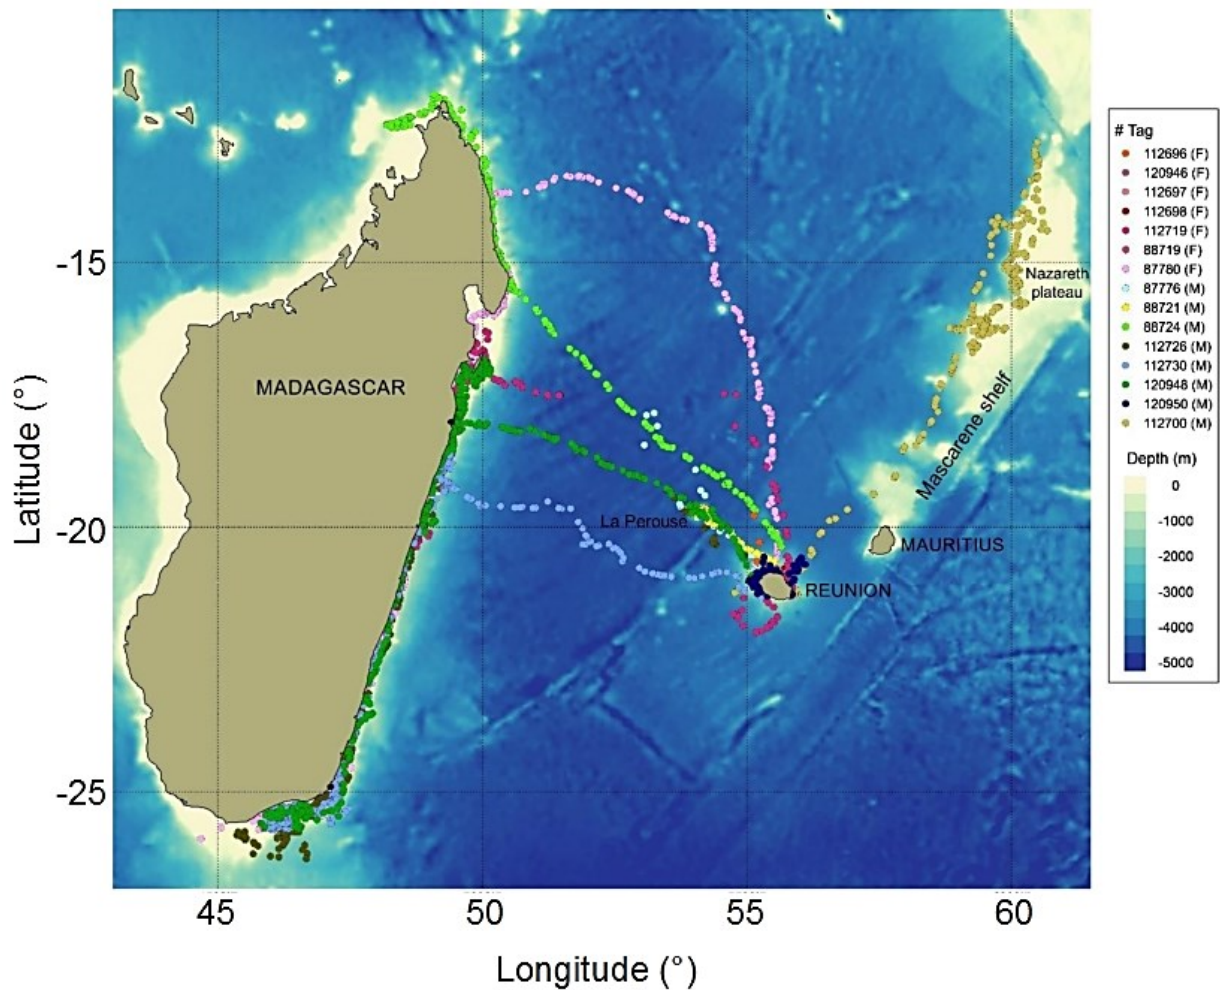 # Tag
112696 (F)
120946 (F)
112697 (F)
112698 (F)
112719 (F)
88719 (F)
87780 (F)
87776 (M)
88721 (M)
88724 (M)
112726 (M)
112730 (M)
120948 (M)
120950 (M)
112700 (M)
Depth (m)
0
-1000
-2000
-3000
-4000
-5000
Latitude (°)
-15
-20
-25
MADAGASCAR
Nazareth
plateau
Mascarene shelf
La Perouse
MAURITIUS
REUNION
45
50
55
60
Longitude (°)